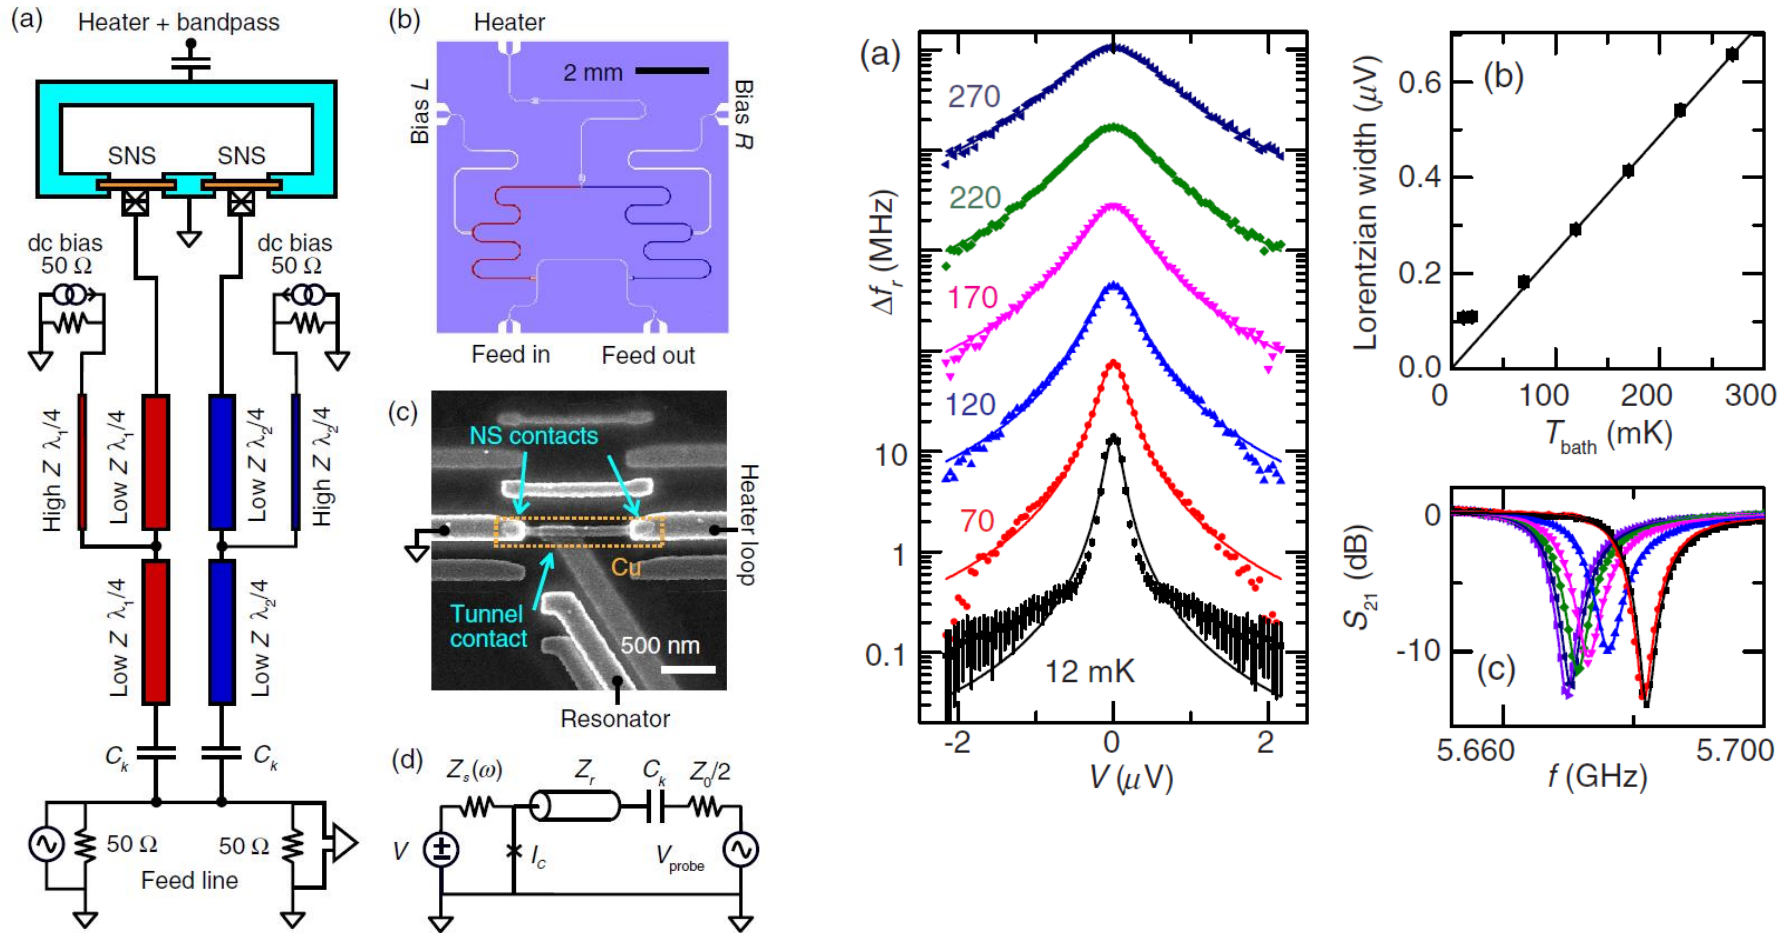 (a)
Heater + bandpass
SNS SNS
dc bias
50 Ω
dc bias
50 Ω
High Z λ₁/4
Low Z λ₁/4
Low Z λ₂/4
High Z λ₂/4
Low Z λ₁/4
Low Z λ₂/4
Cₖ Cₖ
50 Ω 50 Ω
Feed line
(b)
Heater
2 mm
Bias L
Bias R
Feed in Feed out
(c)
NS contacts
Heater loop
Cu
Tunnel
contact
500 nm
Resonator
(d)
Zₛ(ω) Zᵣ Cₖ Z₀/2
V I_C V_probe
(a)
270
220
170
120
70
12 mK
Δfᵣ (MHz)
10
1
0.1
-2 0 2
V (μV)
(b)
Lorentzian width (μV)
0.6
0.4
0.2
0.0
0 100 200 300
T_bath (mK)
(c)
S₂₁ (dB)
0
-10
5.660 5.700
f (GHz)